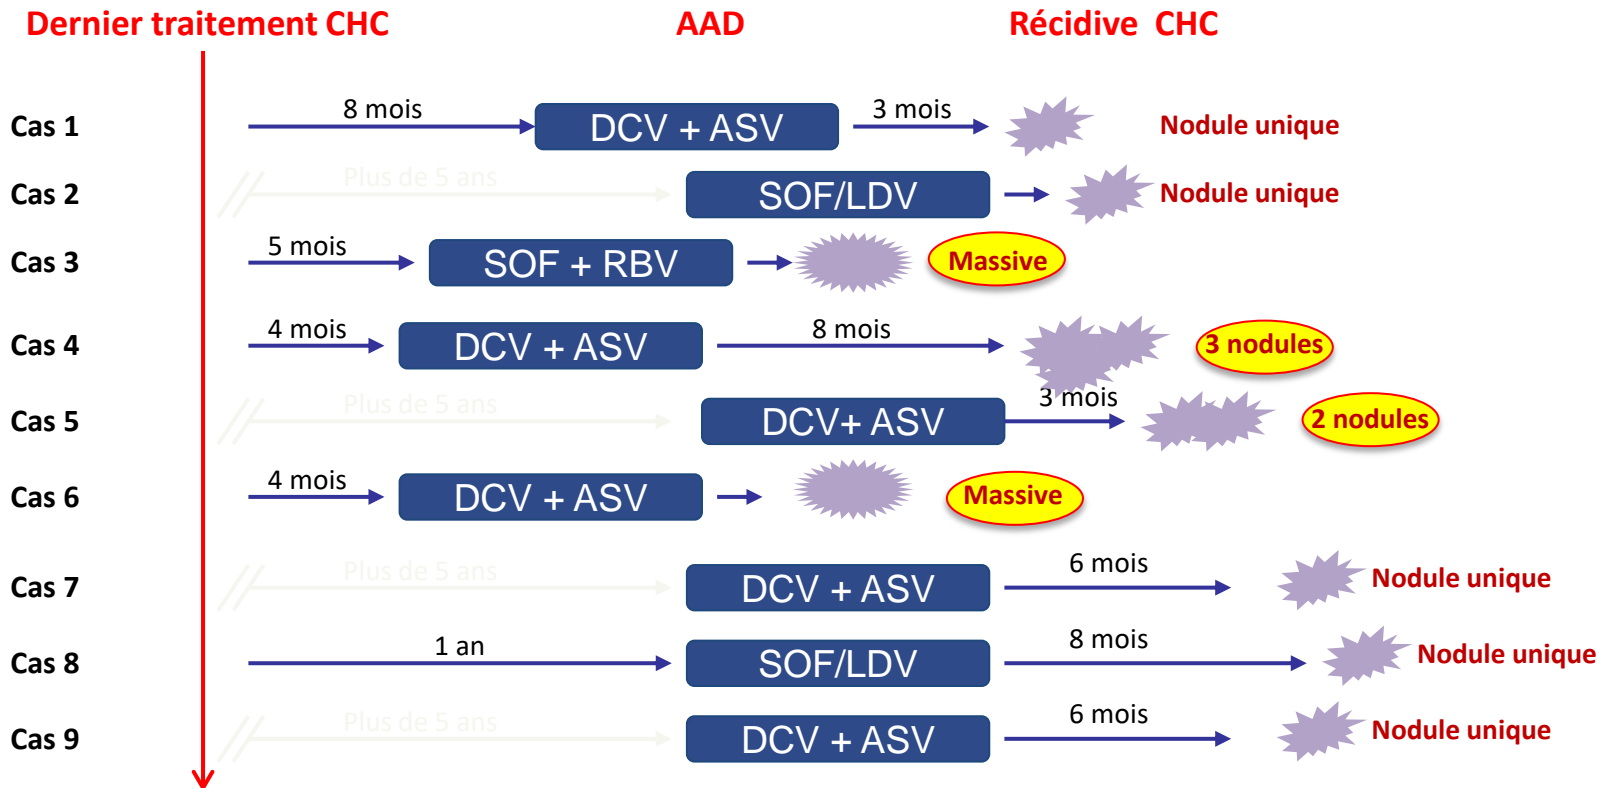 Dernier traitement CHC AAD Récidive CHC
Cas 1 8 mois DCV + ASV 3 mois Nodule unique
Cas 2 Plus de 5 ans SOF/LDV Nodule unique
Cas 3 5 mois SOF + RBV Massive
Cas 4 4 mois DCV + ASV 8 mois 3 nodules
Cas 5 Plus de 5 ans DCV+ ASV 3 mois 2 nodules
Cas 6 4 mois DCV + ASV Massive
Cas 7 Plus de 5 ans DCV + ASV 6 mois Nodule unique
Cas 8 1 an SOF/LDV 8 mois Nodule unique
Cas 9 Plus de 5 ans DCV + ASV 6 mois Nodule unique